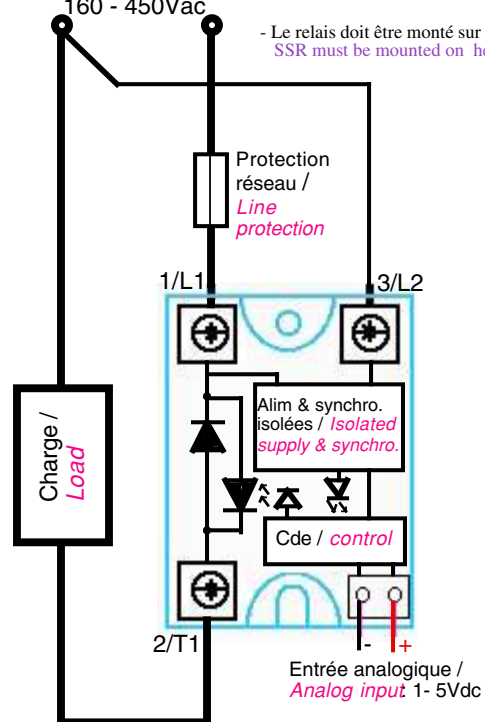 160 - 450Vac
- Le relais doit être monté sur
SSR must be mounted on
Protection
réseau /
Line
protection
1/L1
3/L2
Alim & synchro.
isolées / Isolated
supply & synchro.
Charge /
Load
Cde / control
2/T1
- +
Entrée analogique /
Analog input: 1- 5Vdc